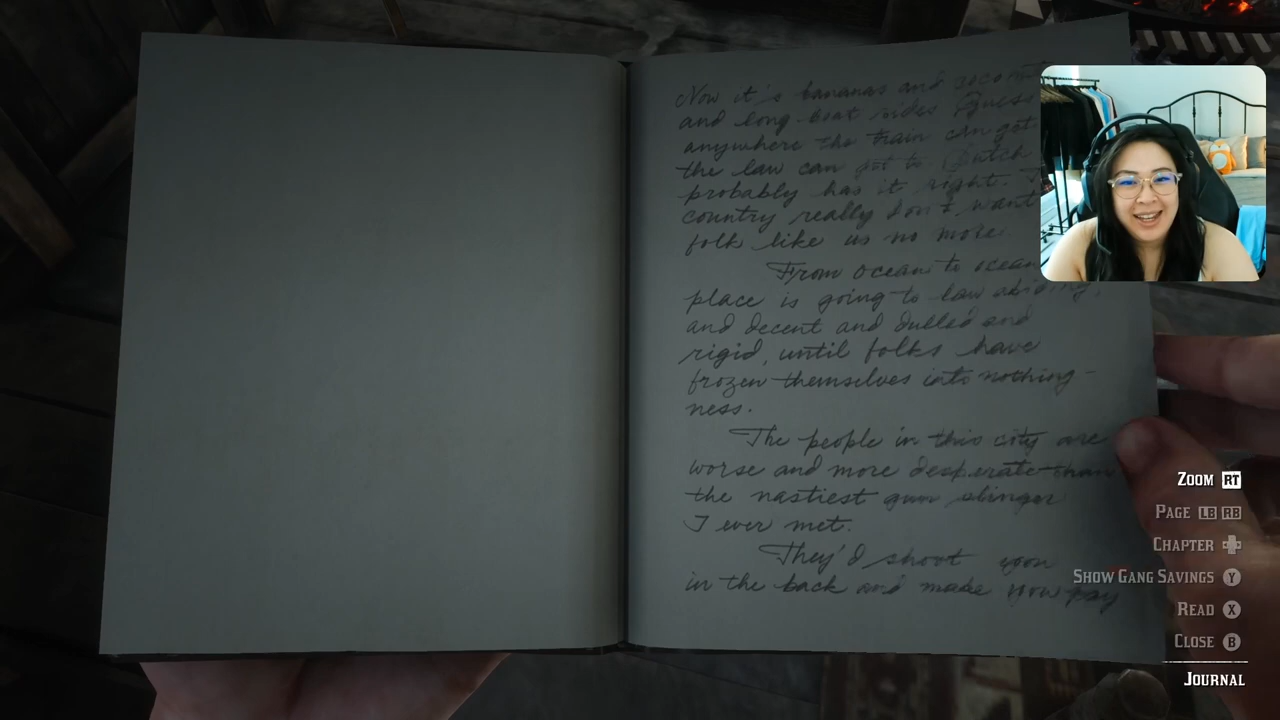 Now it's bananas and
and long boat rides I guess
anywhere the train can get
the law can get to Dutch
probably has it right.
country really don't want
folk like us no more.
From ocean to ocean
place is going to law abiding,
and decent and dulled and
rigid, until folks have
frozen themselves into nothing-
ness.
The people in this city are
worse and more desperate than
the nastiest gun slinger
I ever met.
They'd shoot you
in the back and make you pay
ZOOM RT
PAGE LB RB
CHAPTER
SHOW GANG SAVINGS Y
READ X
CLOSE B
JOURNAL